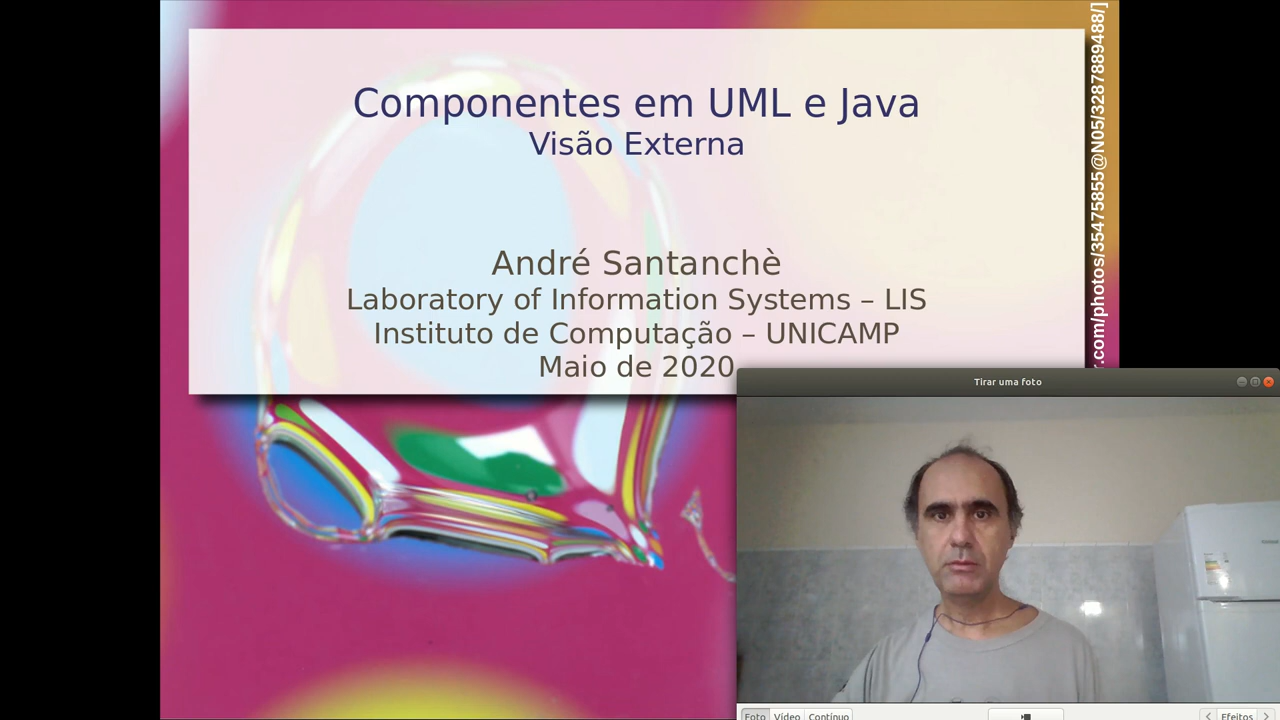 Componentes em UML e Java
Visão Externa
André Santanchè
Laboratory of Information Systems – LIS
Instituto de Computação – UNICAMP
Maio de 2020
r.com/photos/35475855@N05/3287889488/]
Tirar uma foto
Foto
Vídeo
Contínuo
Efeitos